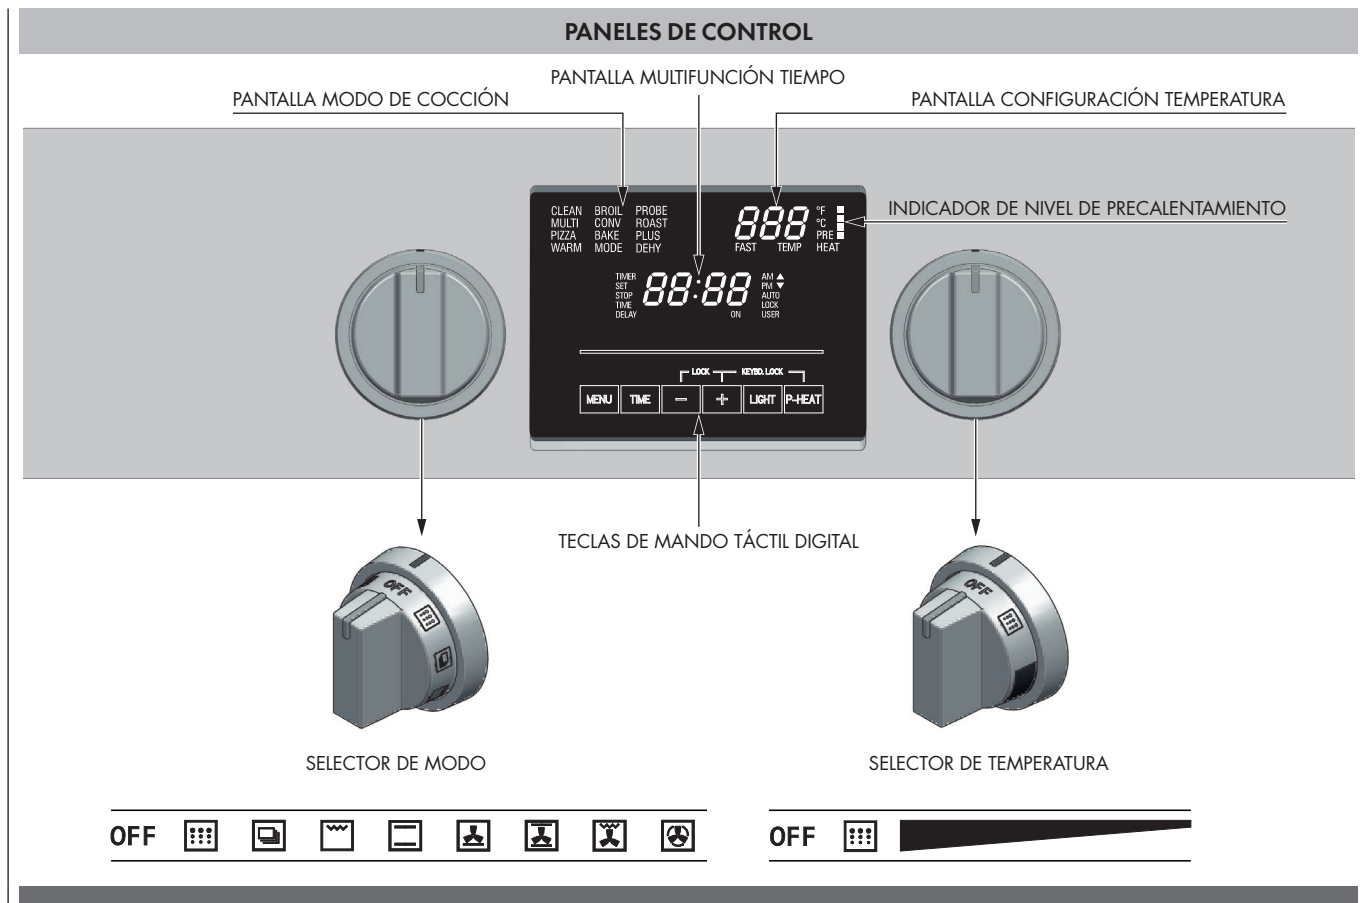 PANELES DE CONTROL
PANTALLA MULTIFUNCIÓN TIEMPO
PANTALLA MODO DE COCCIÓN
PANTALLA CONFIGURACIÓN TEMPERATURA
CLEAN BROIL PROBE
MULTI CONV ROAST
PIZZA BAKE PLUS
WARM MODE DEHY
888 °F
°C
PRE
FAST TEMP HEAT
INDICADOR DE NIVEL DE PRECALENTAMIENTO
TIMER
SET
STOP
TIME
DELAY
88:88
ON
AM ▲
PM ▼
AUTO
LOCK
USER
LOCK KEYBD. LOCK
MENU TIME − + LIGHT P-HEAT
TECLAS DE MANDO TÁCTIL DIGITAL
OFF
OFF
SELECTOR DE MODO
SELECTOR DE TEMPERATURA
OFF
OFF